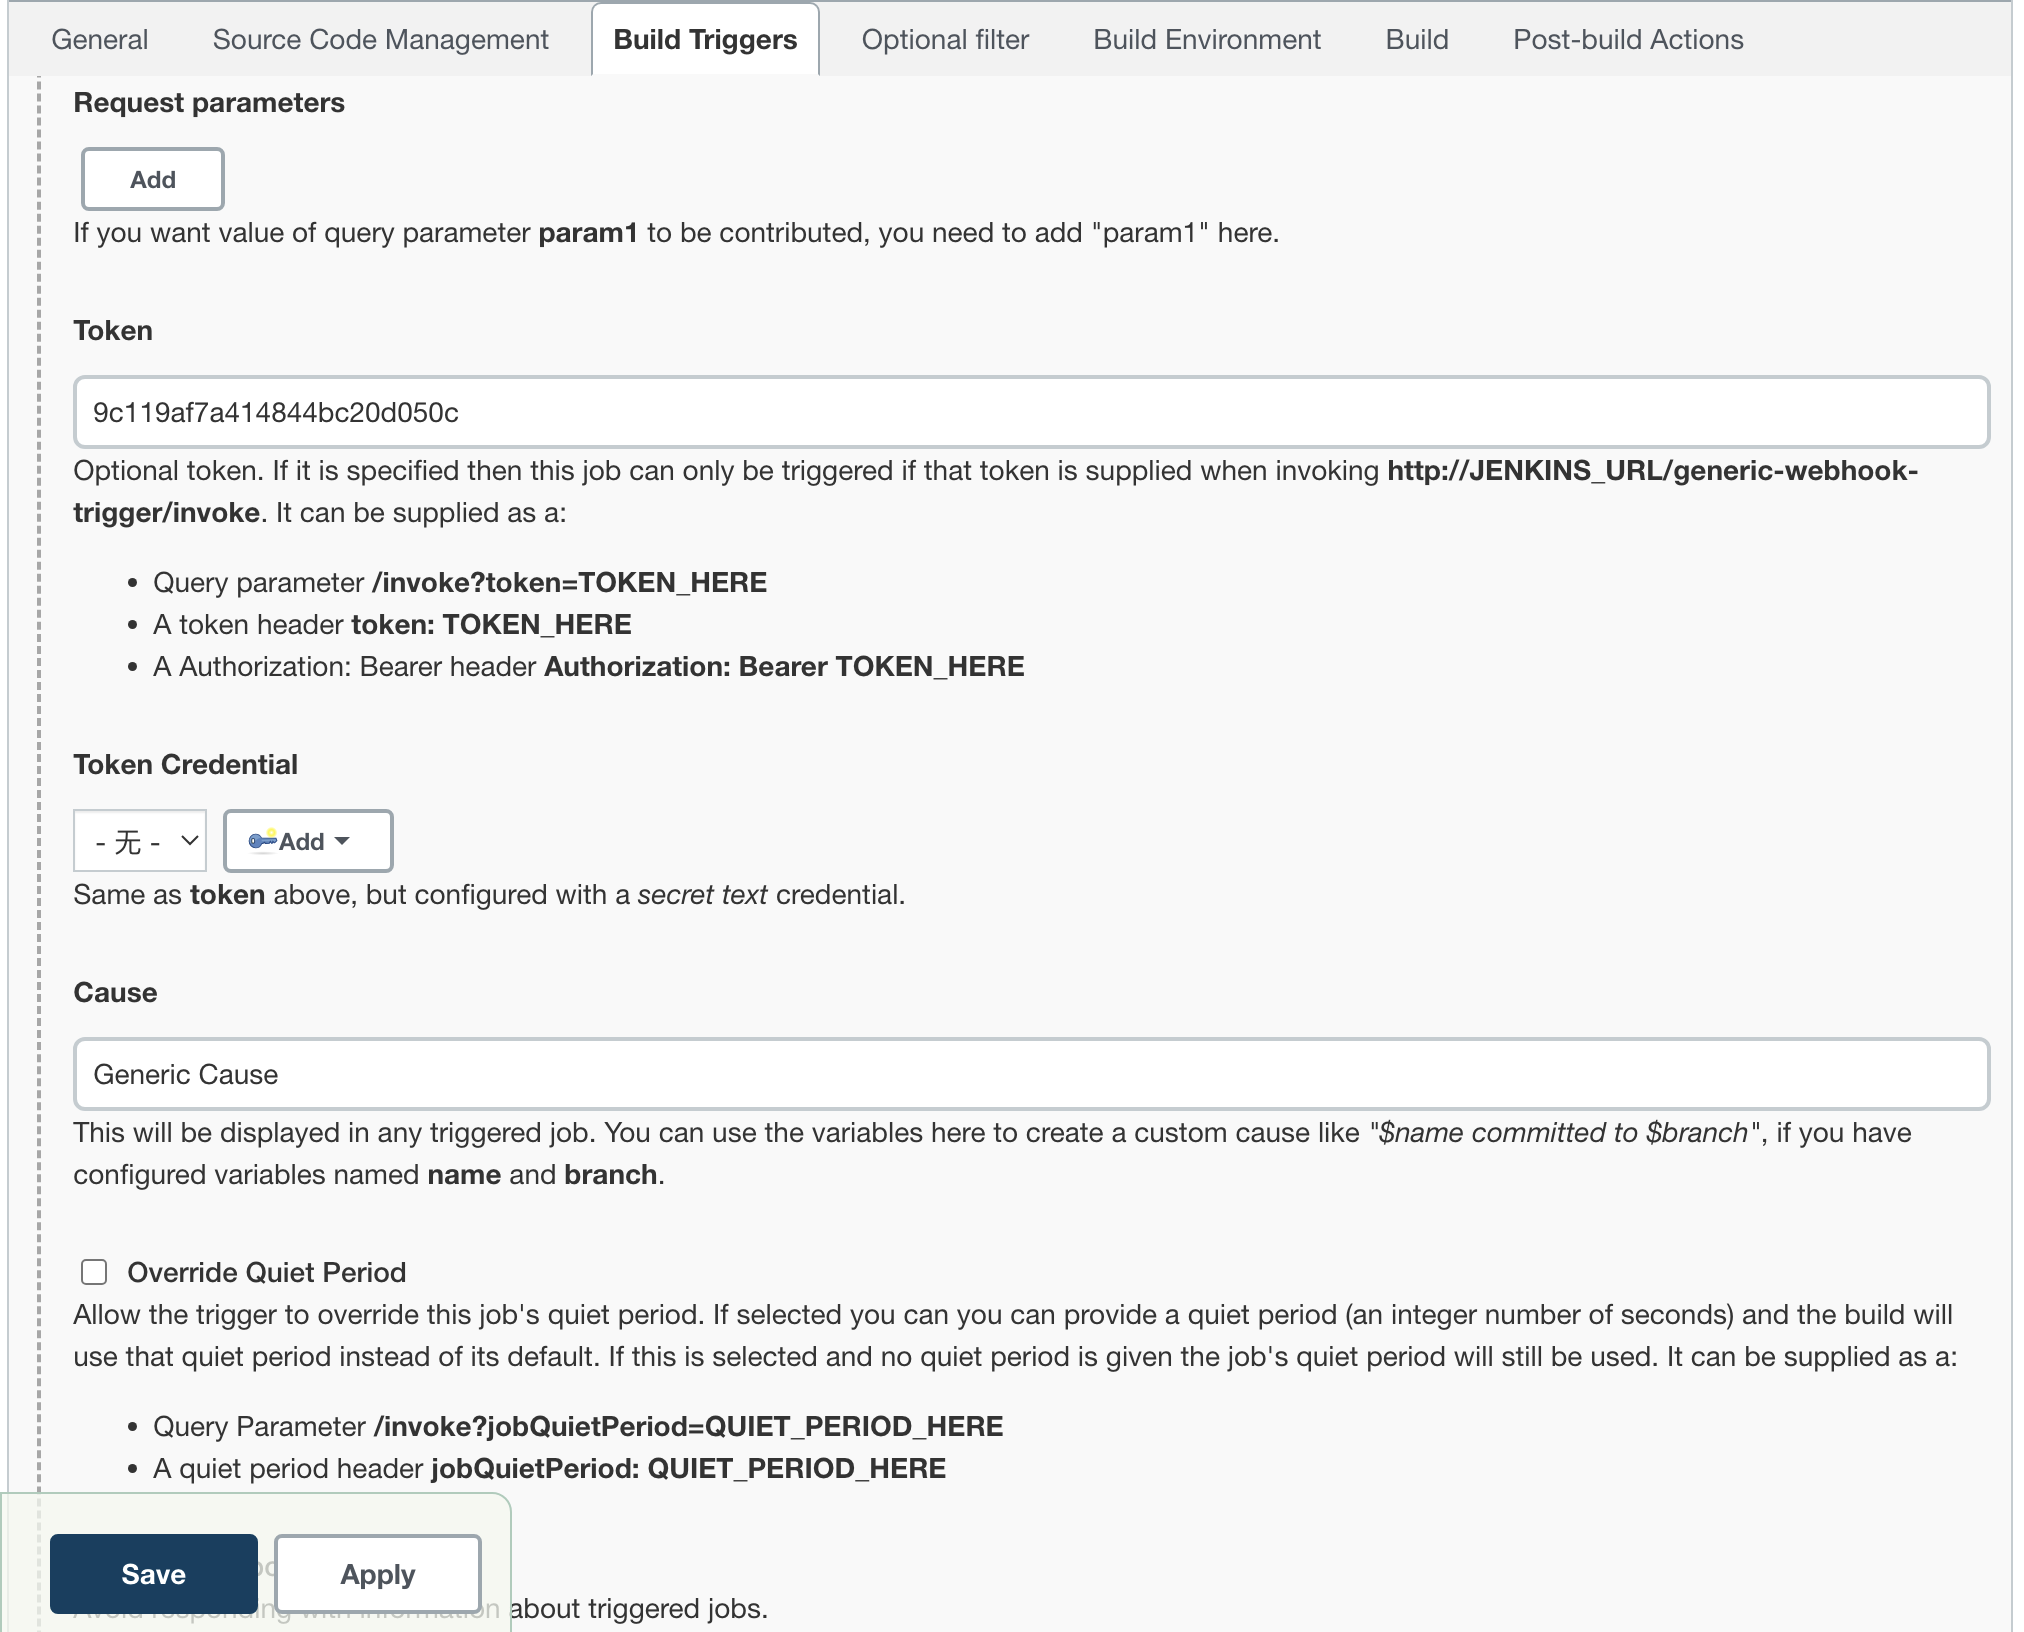 General Source Code Management Build Triggers Optional filter Build Environment Build Post-build Actions
Request parameters
Add
If you want value of query parameter param1 to be contributed, you need to add "param1" here.
Token
9c119af7a414844bc20d050c
Optional token. If it is specified then this job can only be triggered if that token is supplied when invoking http://JENKINS_URL/generic-webhook-
trigger/invoke. It can be supplied as a:
• Query parameter /invoke?token=TOKEN_HERE
• A token header token: TOKEN_HERE
• A Authorization: Bearer header Authorization: Bearer TOKEN_HERE
Token Credential
- 无 - Add
Same as token above, but configured with a secret text credential.
Cause
Generic Cause
This will be displayed in any triggered job. You can use the variables here to create a custom cause like "$name committed to $branch", if you have
configured variables named name and branch.
Override Quiet Period
Allow the trigger to override this job's quiet period. If selected you can you can provide a quiet period (an integer number of seconds) and the build will
use that quiet period instead of its default. If this is selected and no quiet period is given the job's quiet period will still be used. It can be supplied as a:
• Query Parameter /invoke?jobQuietPeriod=QUIET_PERIOD_HERE
• A quiet period header jobQuietPeriod: QUIET_PERIOD_HERE
Save Apply
Avoid responding with information about triggered jobs.